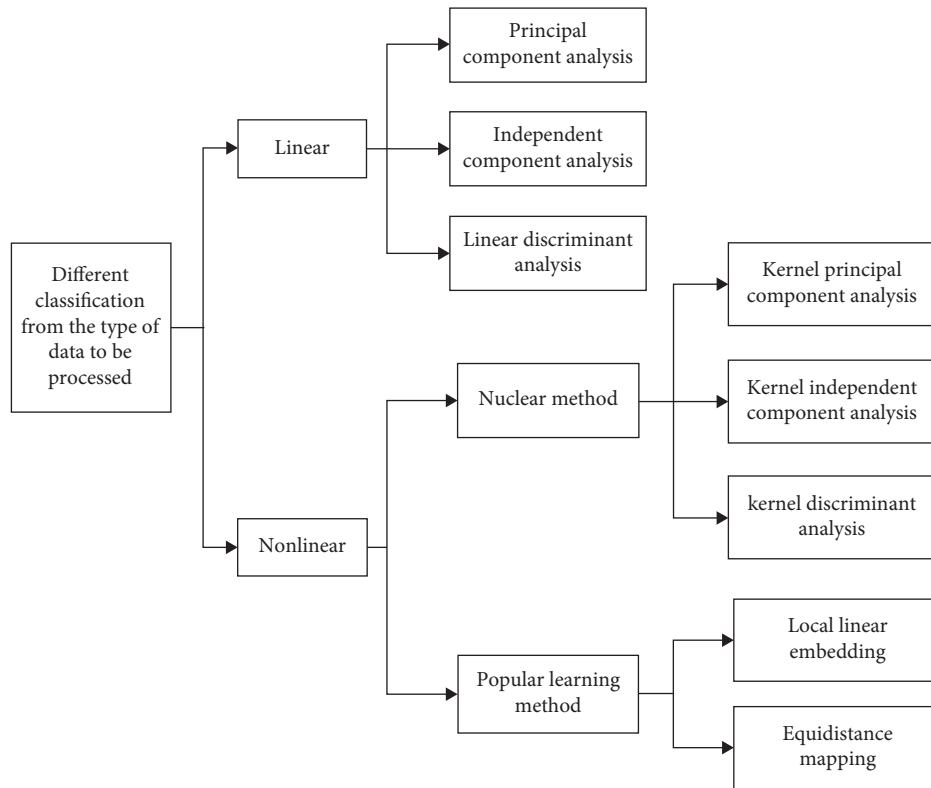 Principal
component analysis
Linear
Independent
component analysis
Linear discriminant
analysis
Different
classification
from the type of
data to be
processed
Kernel principal
component analysis
Nuclear method
Kernel independent
component analysis
kernel discriminant
analysis
Nonlinear
Popular learning
method
Local linear
embedding
Equidistance
mapping